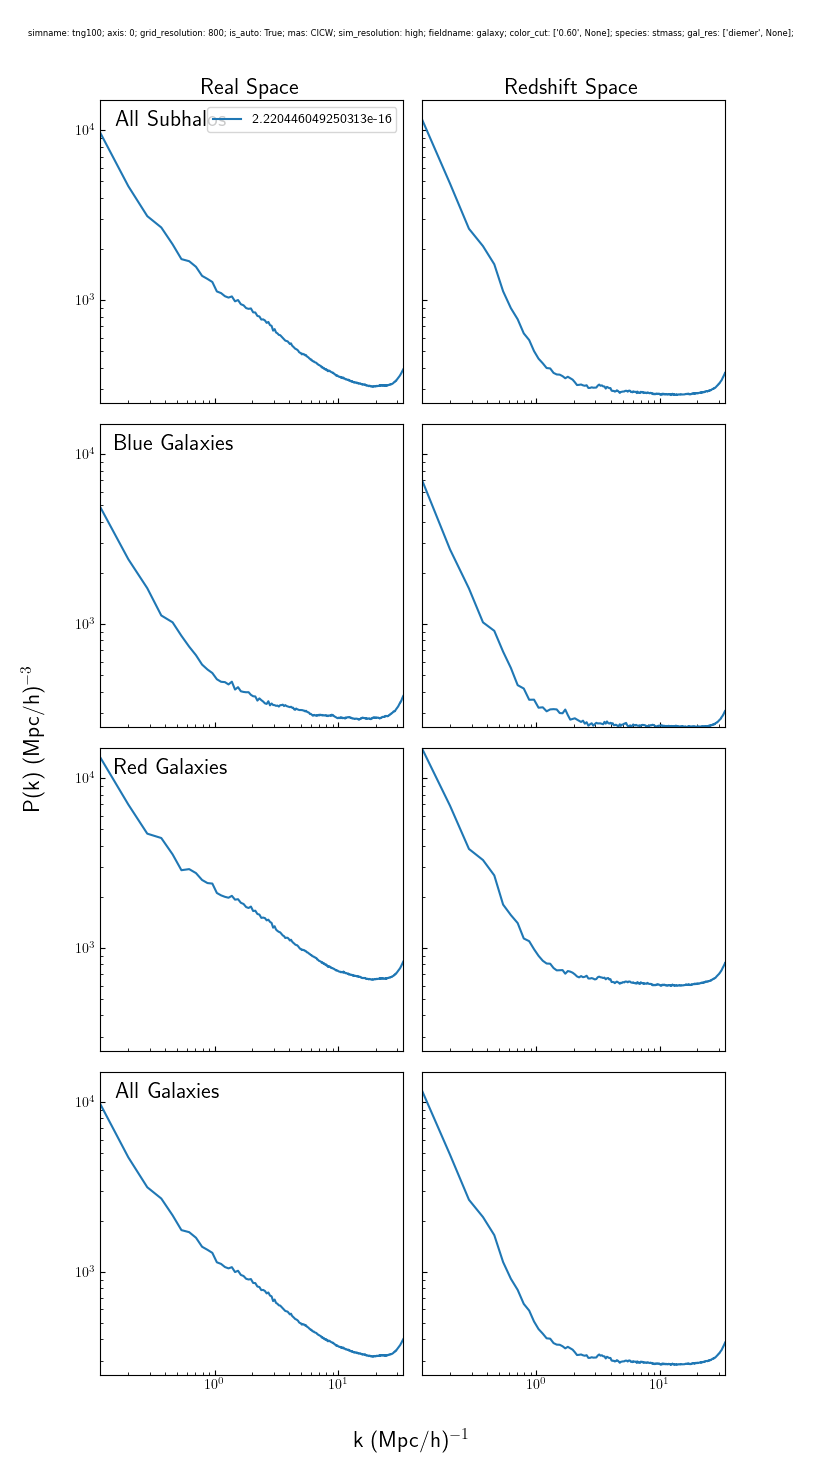 simname: tng100; axis: 0; grid_resolution: 800; is_auto: True; mas: CICW; sim_resolution: high; fieldname: galaxy; color_cut: ['0.60', None]; species: stmass; gal_res: ['diemer', None];
Real Space
Redshift Space
All Subhalos
2.220446049250313e-16
10^4
10^3
Blue Galaxies
10^4
10^3
P(k) (Mpc/h)^{-3}
Red Galaxies
10^4
10^3
All Galaxies
10^4
10^3
10^0 10^1
10^0 10^1
k (Mpc/h)^{-1}